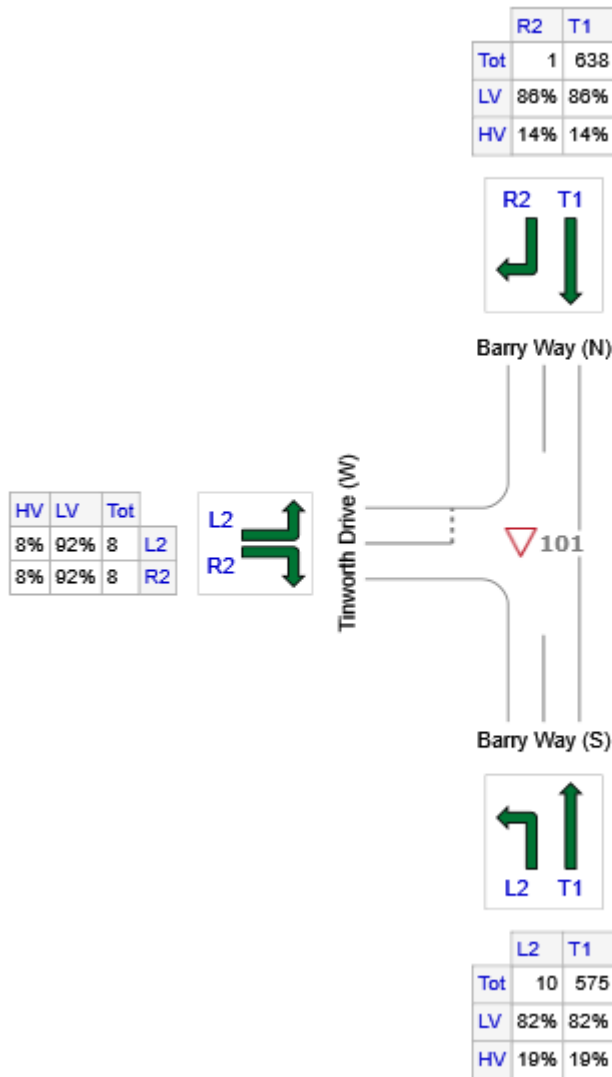 R2 T1
Tot 1 638
LV 86% 86%
HV 14% 14%
R2 T1
Barry Way (N)
HV LV Tot
8% 92% 8 L2
8% 92% 8 R2
L2
R2
Tinworth Drive (W)
101
Barry Way (S)
L2 T1
L2 T1
Tot 10 575
LV 82% 82%
HV 19% 19%